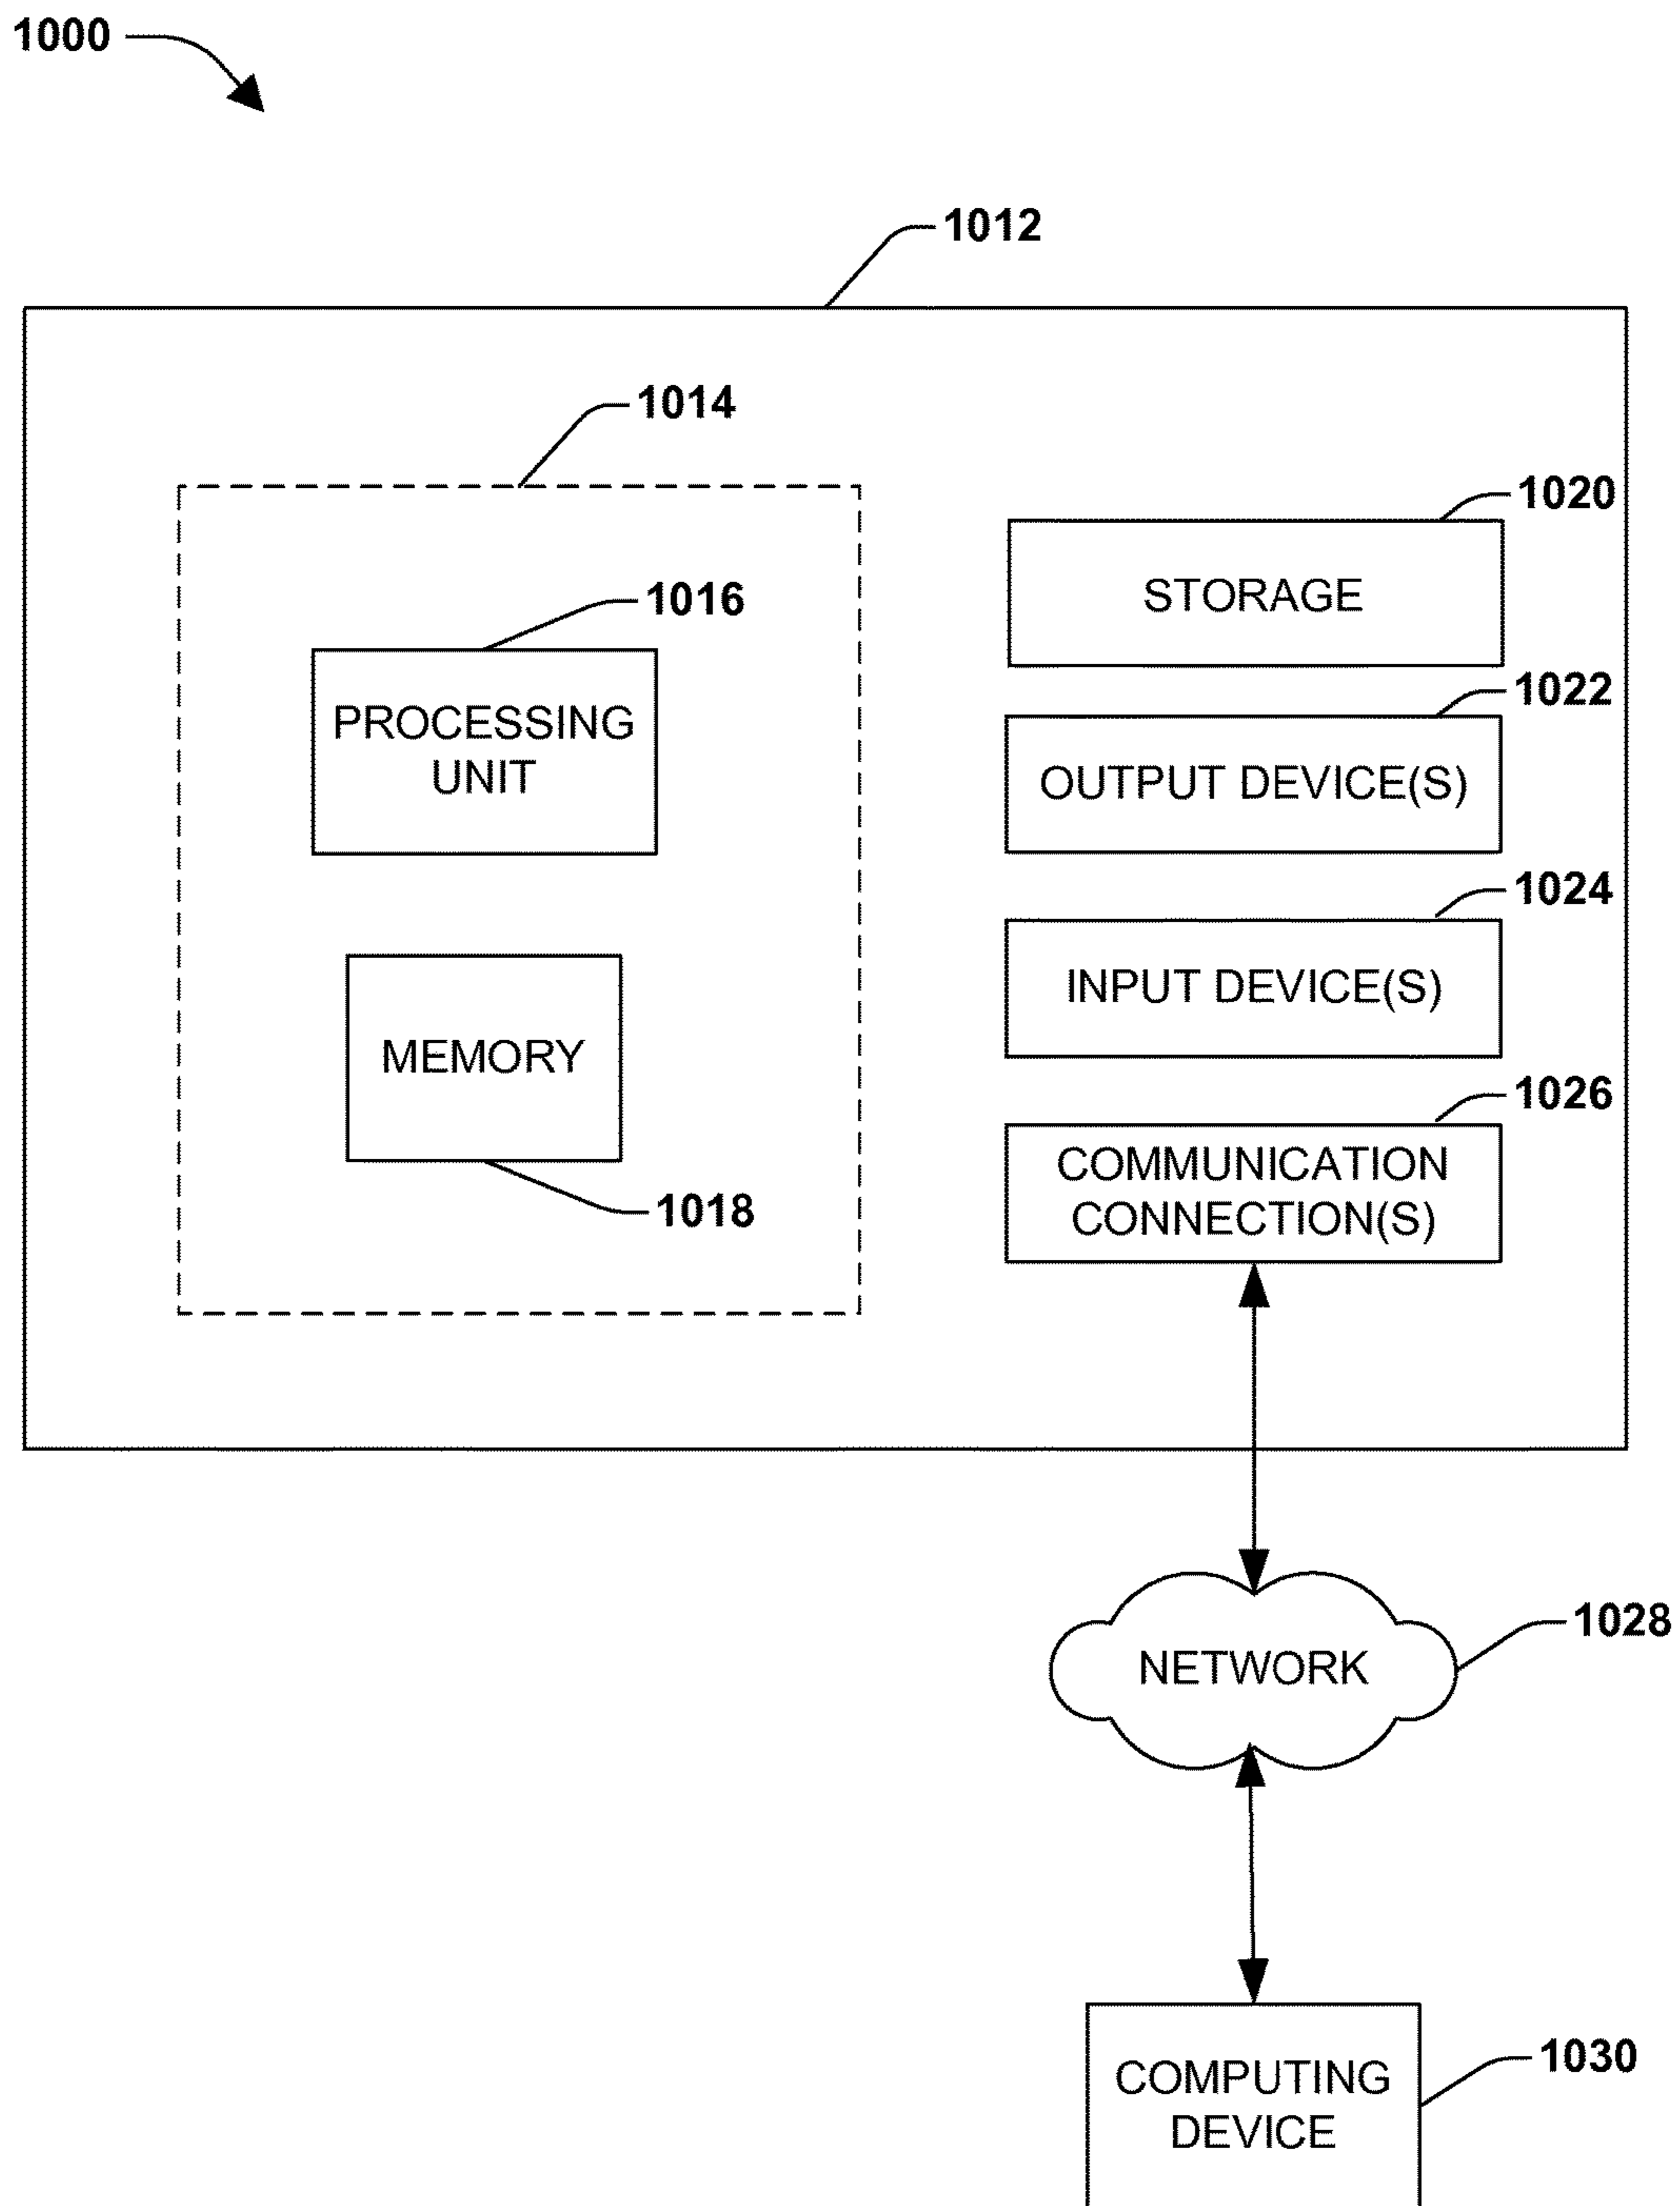 1000
1012
1014
1020
1016
STORAGE
1022
PROCESSING
UNIT
OUTPUT DEVICE(S)
1024
INPUT DEVICE(S)
MEMORY
1026
COMMUNICATION
CONNECTION(S)
1018
1028
NETWORK
1030
COMPUTING
DEVICE